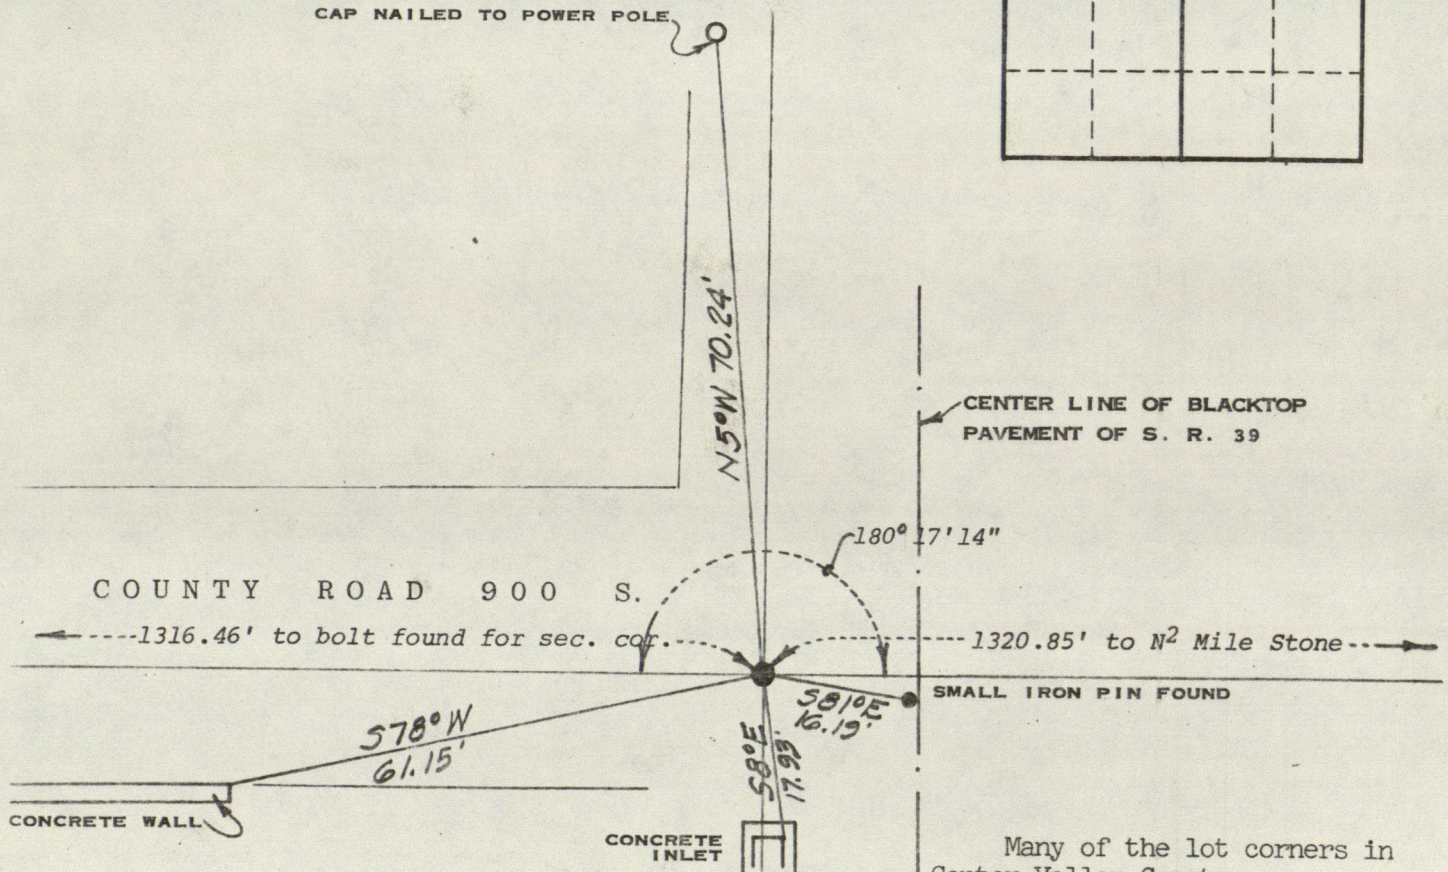 CAP NAILED TO POWER POLE
N5°W 70.24'
CENTER LINE OF BLACKTOP
PAVEMENT OF S. R. 39
180° 17' 14"
COUNTY ROAD 900 S.
1316.46' to bolt found for sec. cor.
1320.85' to N2 Mile Stone
SMALL IRON PIN FOUND
S81°E
16.19'
S78°W
61.15'
S8°E
17.93'
CONCRETE WALL
CONCRETE
INLET
Many of the lot corners in
Center Valley